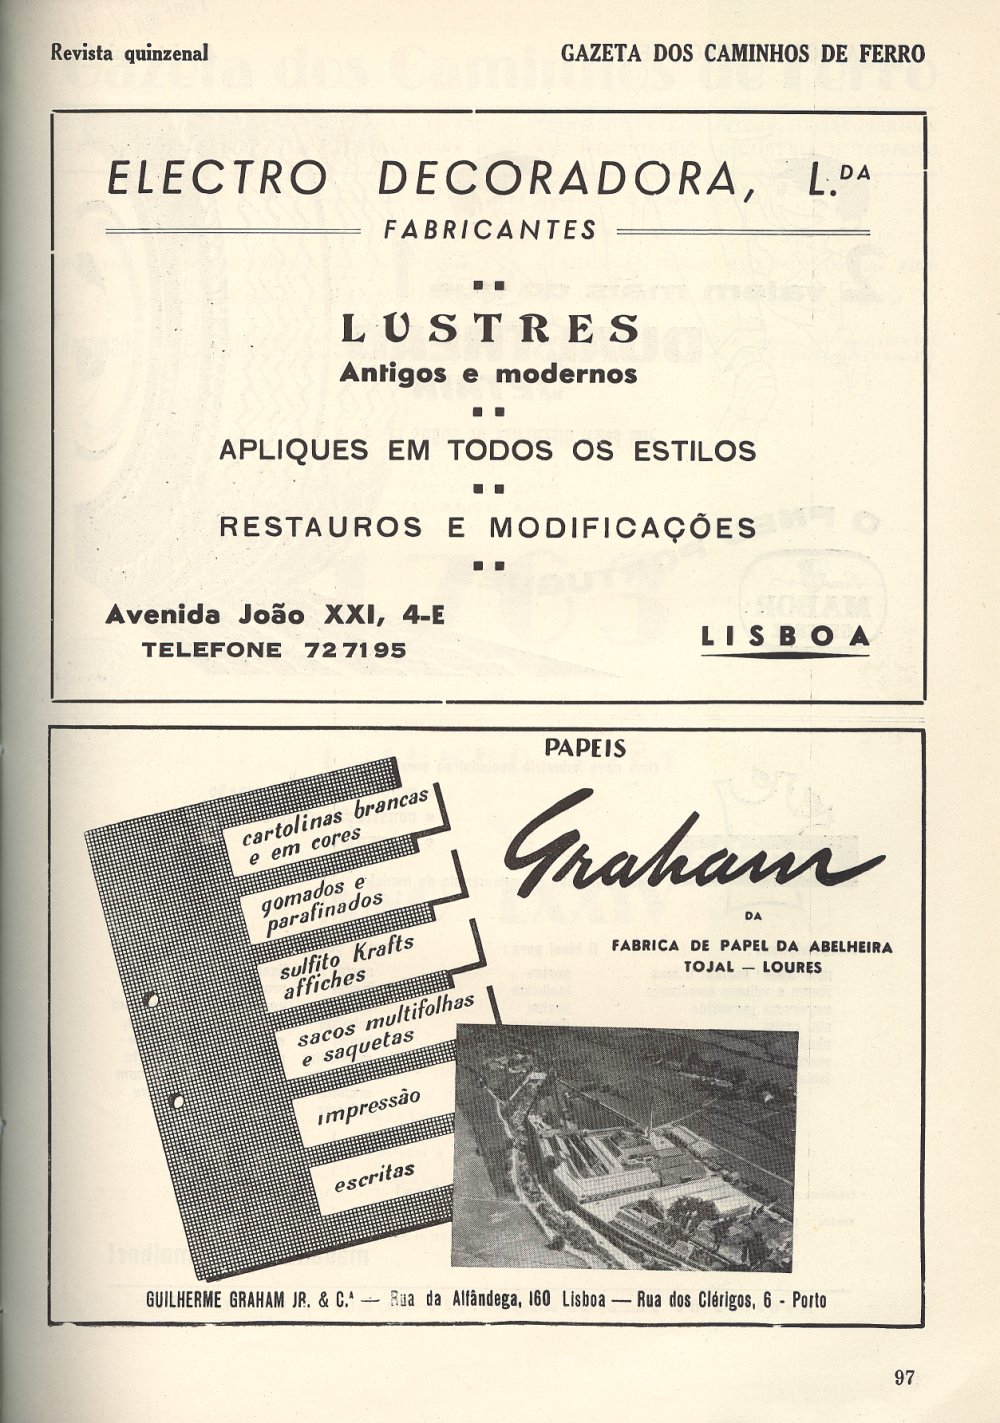 Revista quinzenal
GAZETA DOS CAMINHOS DE FERRO
ELECTRO DECORADORA, L.DA
FABRICANTES
LUSTRES
Antigos e modernos
APLIQUES EM TODOS OS ESTILOS
RESTAUROS E MODIFICAÇÕES
Avenida João XXI, 4-E
TELEFONE 727195
LISBOA
PAPEIS
Graham
DA
FABRICA DE PAPEL DA ABELHEIRA
TOJAL — LOURES
cartolinas brancas
e em cores
gomados e
parafinados
sulfito Krafts
affiches
sacos multifolhas
e saquetas
impressão
escritas
GUILHERME GRAHAM JR. & C.ª — Rua da Alfândega, 160 Lisboa — Rua dos Clérigos, 6 - Porto
97